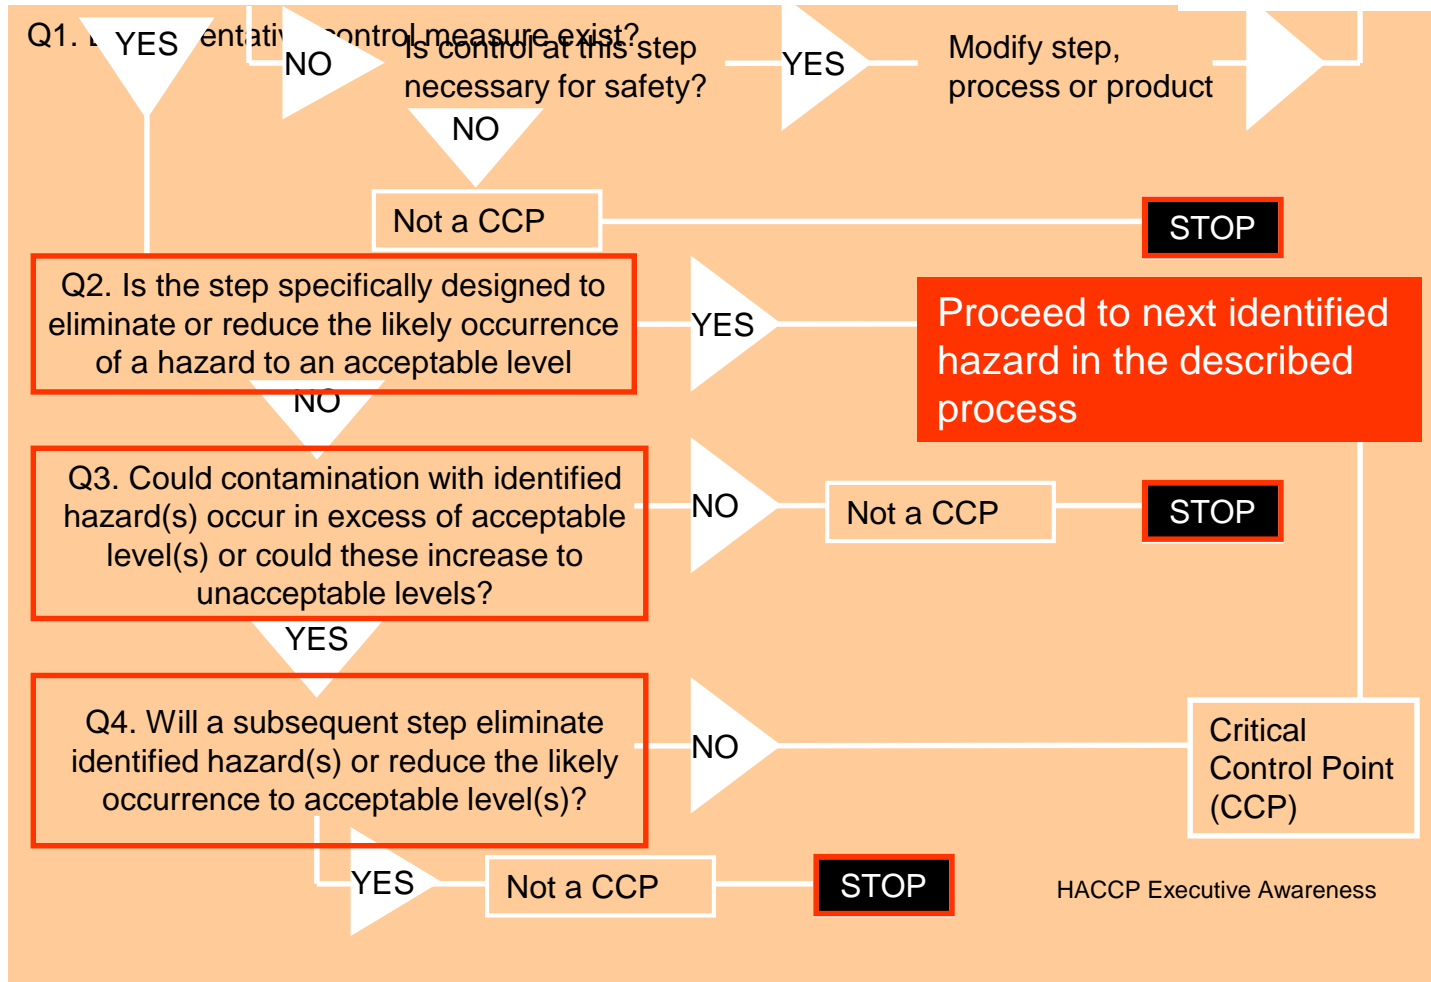 Q1. entati ontrol measure exist?
YES
NO
Is control at this step
necessary for safety?
YES
Modify step,
process or product
NO
Not a CCP
STOP
Q2. Is the step specifically designed to
eliminate or reduce the likely occurrence
of a hazard to an acceptable level
YES
Proceed to next identified
hazard in the described
process
NO
Q3. Could contamination with identified
hazard(s) occur in excess of acceptable
level(s) or could these increase to
unacceptable levels?
NO
Not a CCP
STOP
YES
Q4. Will a subsequent step eliminate
identified hazard(s) or reduce the likely
occurrence to acceptable level(s)?
NO
Critical
Control Point
(CCP)
YES
Not a CCP
STOP
HACCP Executive Awareness